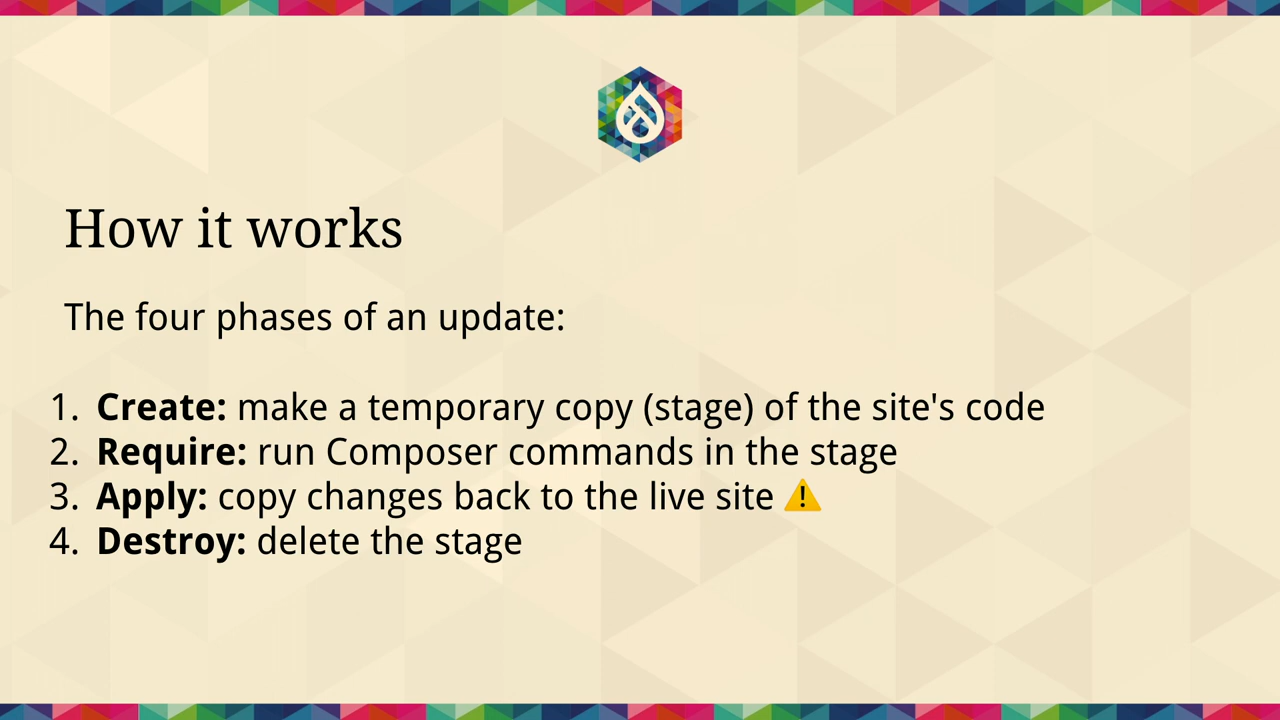 How it works
The four phases of an update:
1. Create: make a temporary copy (stage) of the site's code
2. Require: run Composer commands in the stage
3. Apply: copy changes back to the live site ⚠️
4. Destroy: delete the stage